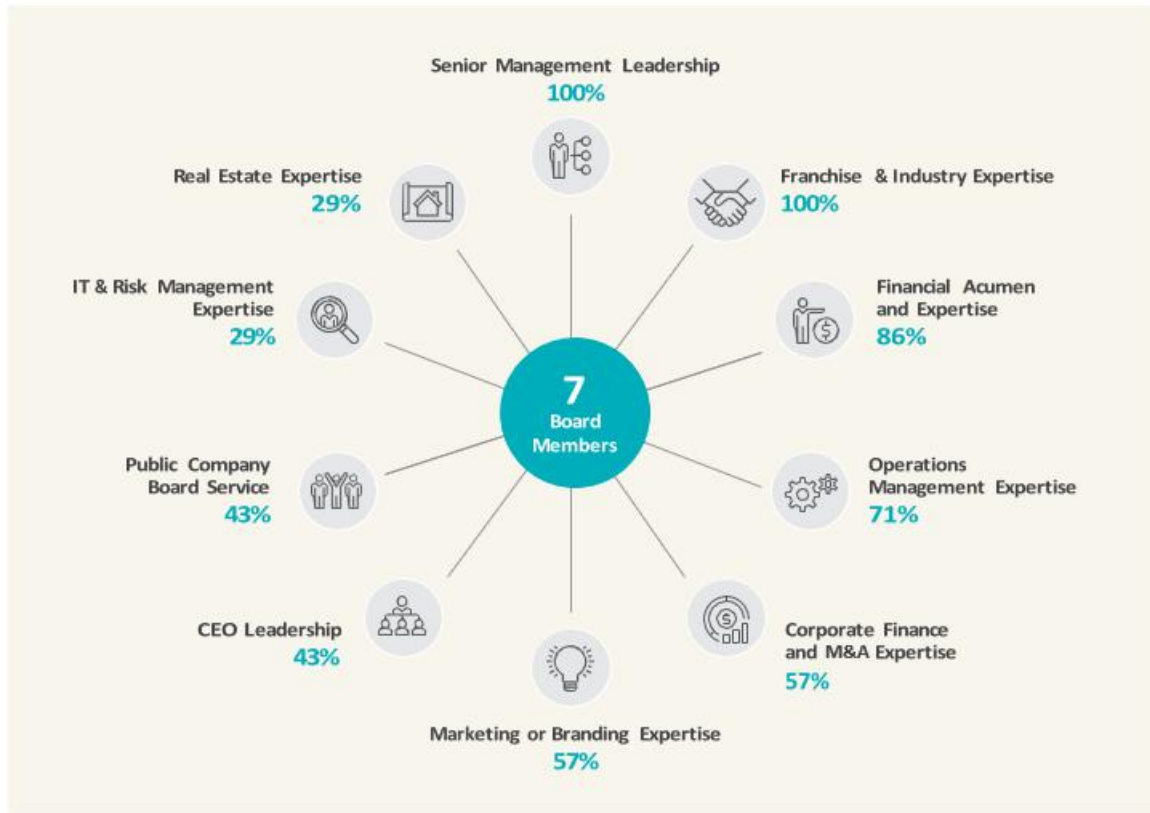 Senior Management Leadership
100%
Real Estate Expertise
29%
Franchise & Industry Expertise
100%
IT & Risk Management
Expertise
29%
Financial Acumen
and Expertise
86%
7
Board
Members
Public Company
Board Service
43%
Operations
Management Expertise
71%
CEO Leadership
43%
Corporate Finance
and M&A Expertise
57%
Marketing or Branding Expertise
57%